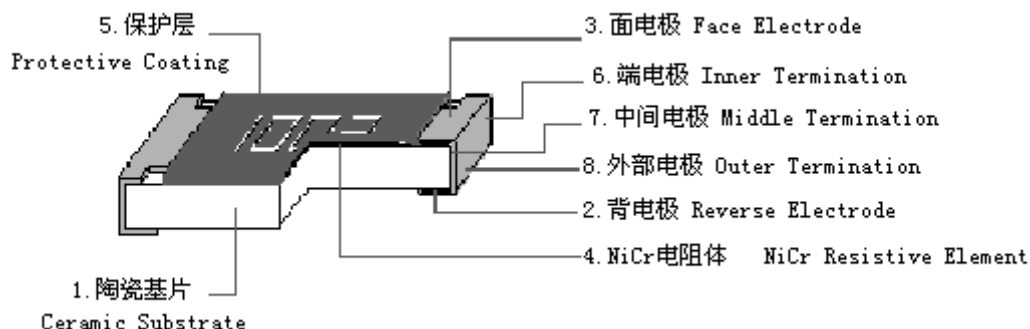 5.保护层
Protective Coating
3.面电极 Face Electrode
6.端电极 Inner Termination
7.中间电极 Middle Termination
8.外部电极 Outer Termination
2.背电极 Reverse Electrode
4.NiCr电阻体 NiCr Resistive Element
1.陶瓷基片
Ceramic Substrate